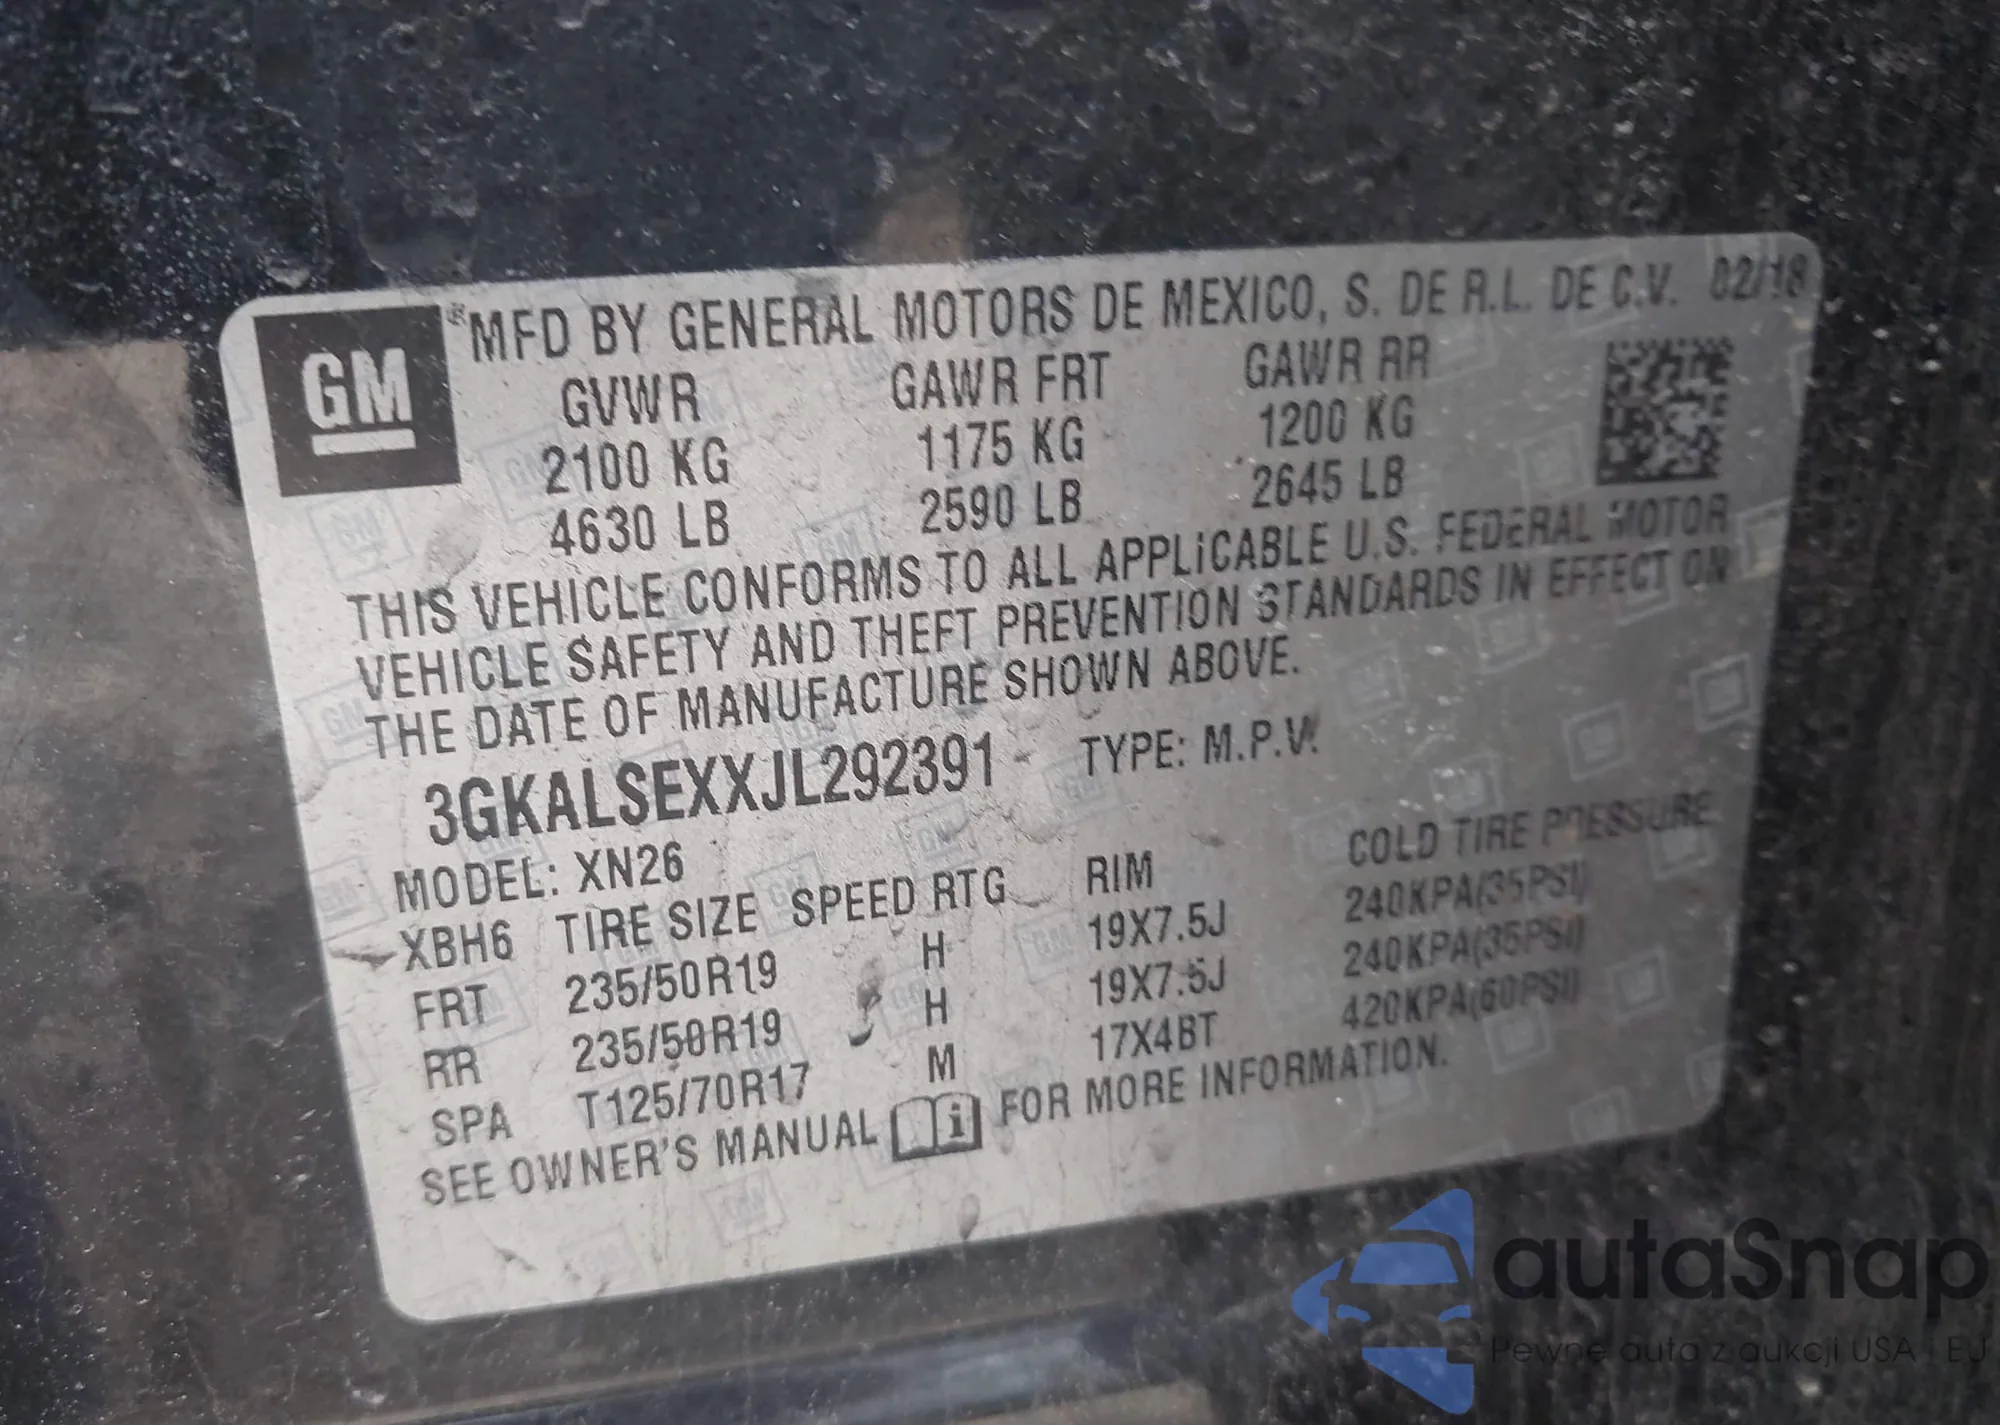 GM
MFD BY GENERAL MOTORS DE MEXICO, S. DE R.L. DE C.V. 02/18
GVWR GAWR FRT GAWR RR
2100 KG 1175 KG 1200 KG
4630 LB 2590 LB 2645 LB
THIS VEHICLE CONFORMS TO ALL APPLiCABLE U.S. FEDERAL MOTOR
VEHICLE SAFETY AND THEFT PREVENTION STANDARDS IN EFFECT ON
THE DATE OF MANUFACTURE SHOWN ABOVE.
3GKALSEXXJL292391 TYPE: M.P.V.
MODEL: XN26
XBH6 TIRE SIZE SPEED RTG RIM COLD TIRE PRESSURE
FRT 235/50R19 H 19X7.5J 240KPA(35PSI)
RR 235/50R19 H 19X7.5J 240KPA(35PSI)
SPA T125/70R17 M 17X4BT 420KPA(60PSI)
SEE OWNER'S MANUAL i FOR MORE INFORMATION.
autaSnap
Pewne auta z aukcji USA i EU